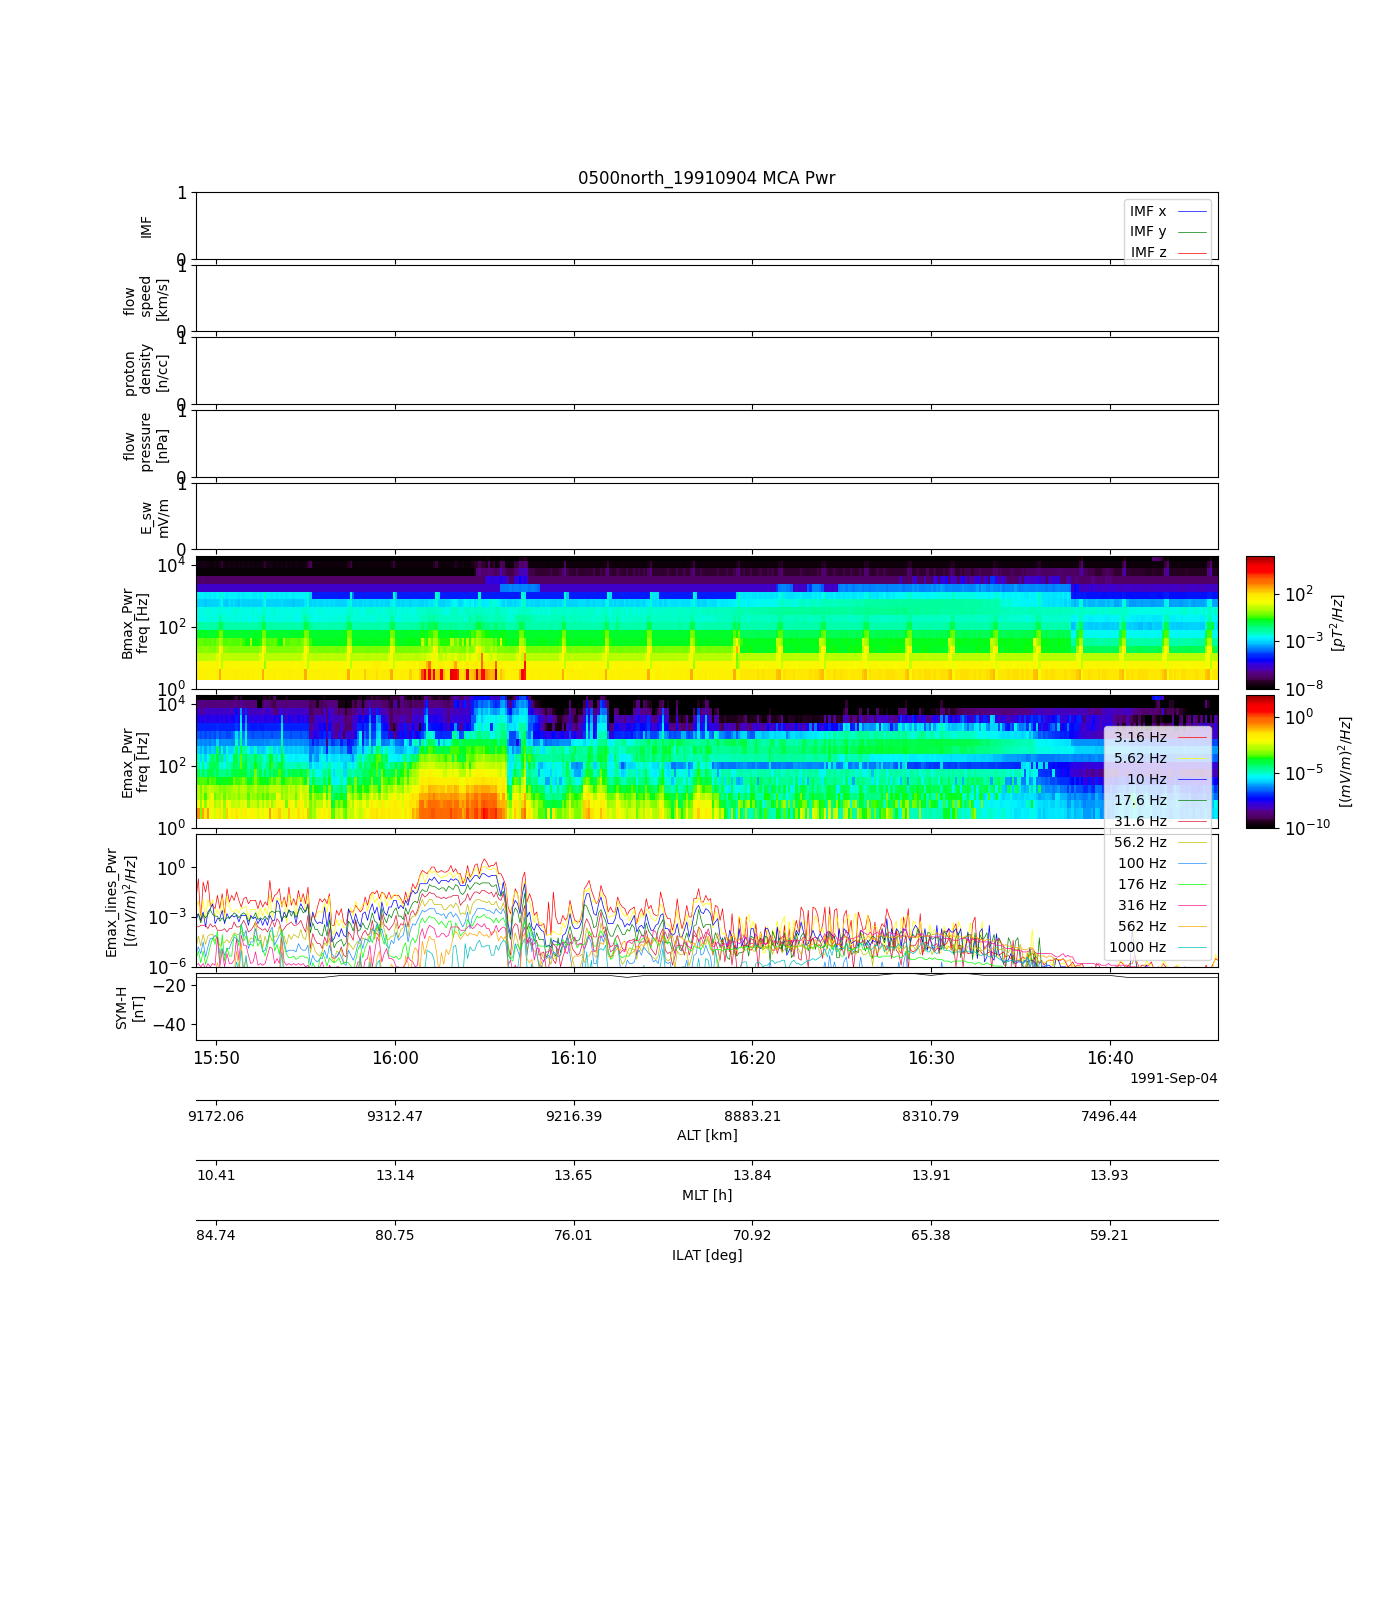 0500north_19910904 MCA Pwr
1
0
IMF
IMF x
IMF y
IMF z
1
0
flow
speed
[km/s]
1
0
proton
density
[n/cc]
1
0
flow
pressure
[nPa]
1
0
E_sw
mV/m
10^4
10^2
10^0
Bmax_Pwr
freq [Hz]
10^2
10^-3
10^-8
[pT^2/Hz]
10^4
10^2
10^0
Emax_Pwr
freq [Hz]
10^0
10^-5
10^-10
[(mV/m)^2/Hz]
3.16 Hz
5.62 Hz
10 Hz
17.6 Hz
31.6 Hz
56.2 Hz
100 Hz
176 Hz
316 Hz
562 Hz
1000 Hz
10^0
10^-3
10^-6
Emax_lines_Pwr
[(mV/m)^2/Hz]
−20
−40
SYM-H
[nT]
15:50 16:00 16:10 16:20 16:30 16:40
1991-Sep-04
9172.06 9312.47 9216.39 8883.21 8310.79 7496.44
ALT [km]
10.41 13.14 13.65 13.84 13.91 13.93
MLT [h]
84.74 80.75 76.01 70.92 65.38 59.21
ILAT [deg]